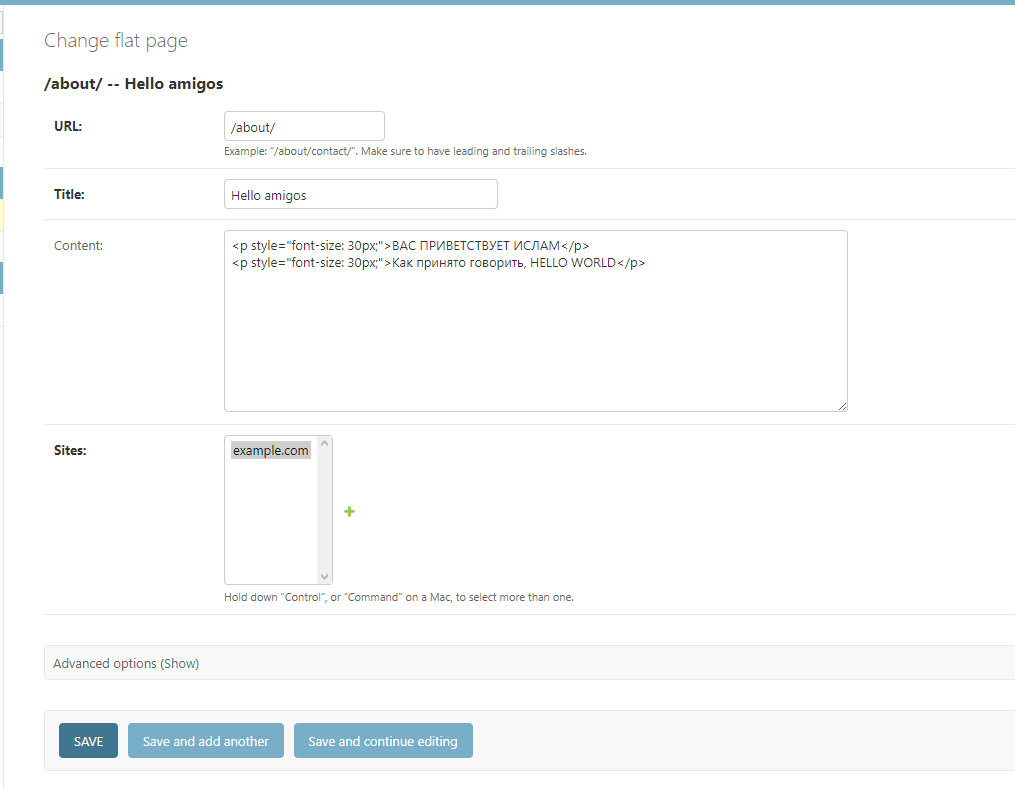 Change flat page
/about/ -- Hello amigos
URL:
/about/
Example: “/about/contact/”. Make sure to have leading and trailing slashes.
Title:
Hello amigos
Content:
<p style="font-size: 30px;">ВАС ПРИВЕТСТВУЕТ ИСЛАМ</p>
<p style="font-size: 30px;">Как принято говорить, HELLO WORLD</p>
Sites:
example.com
Hold down “Control”, or “Command” on a Mac, to select more than one.
Advanced options (Show)
SAVE
Save and add another
Save and continue editing